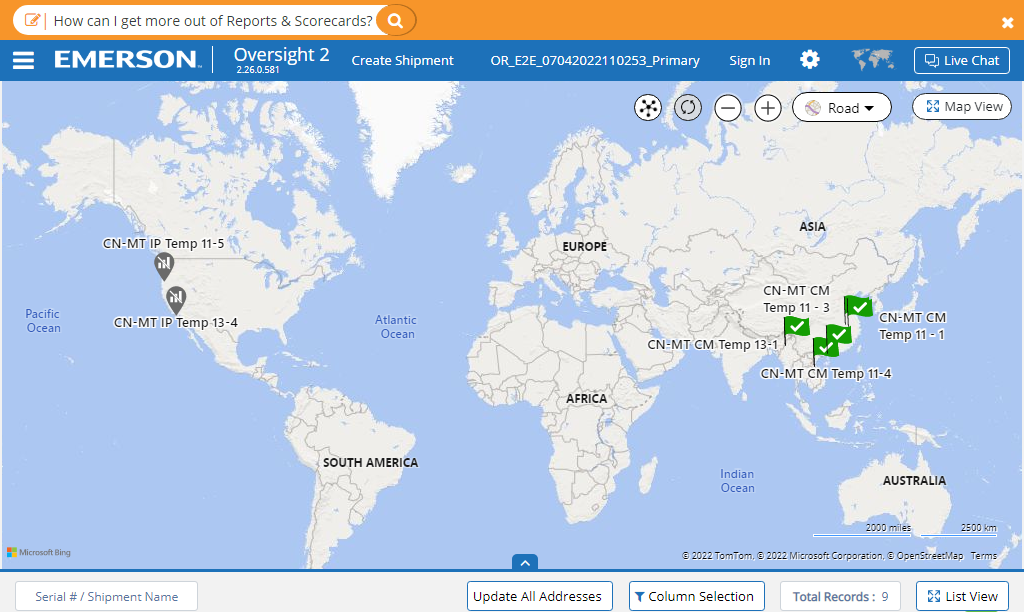 How can I get more out of Reports & Scorecards?
EMERSON
Oversight 2
2.26.0.581
Create Shipment
OR_E2E_07042022110253_Primary
Sign In
Live Chat
Road
Map View
ASIA
CN-MT IP Temp 11-5
EUROPE
CN-MT CM
Temp 11 - 3
Pacific
Ocean
CN-MT IP Temp 13-4
Atlantic
Ocean
CN-MT CM
Temp 11 - 1
CN-MT CM Temp 13-1
CN-MT CM Temp 11-4
AFRICA
SOUTH AMERICA
Indian
Ocean
AUSTRALIA
2000 miles
2500 km
Microsoft Bing
© 2022 TomTom, © 2022 Microsoft Corporation, © OpenStreetMap Terms
Serial # / Shipment Name
Update All Addresses
Column Selection
Total Records : 9
List View